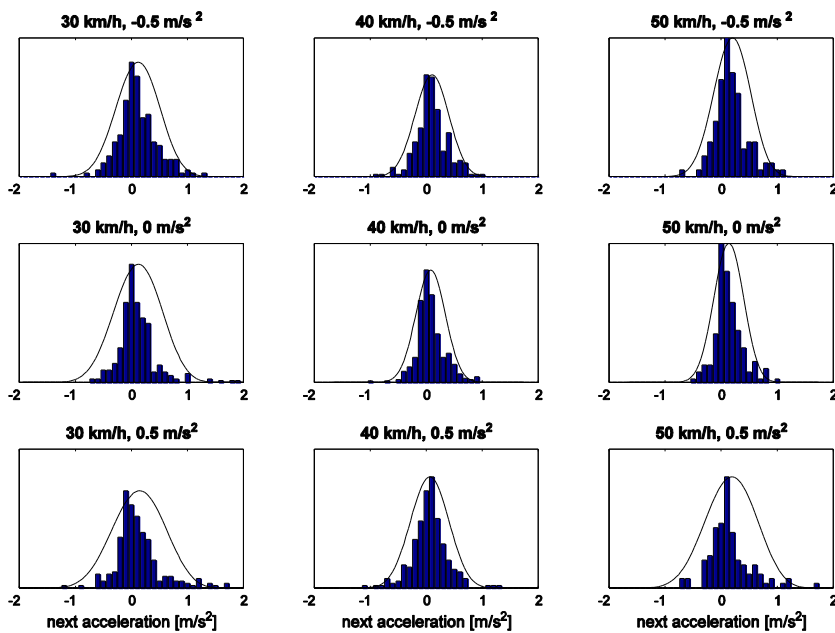 30 km/h, -0.5 m/s ²
40 km/h, -0.5 m/s ²
50 km/h, -0.5 m/s ²
-2 -1 0 1 2
-2 -1 0 1 2
-2 -1 0 1 2
30 km/h, 0 m/s²
40 km/h, 0 m/s²
50 km/h, 0 m/s²
-2 -1 0 1 2
-2 -1 0 1 2
-2 -1 0 1 2
30 km/h, 0.5 m/s²
40 km/h, 0.5 m/s²
50 km/h, 0.5 m/s²
-2 -1 0 1 2
-2 -1 0 1 2
-2 -1 0 1 2
next acceleration [m/s²]
next acceleration [m/s²]
next acceleration [m/s²]